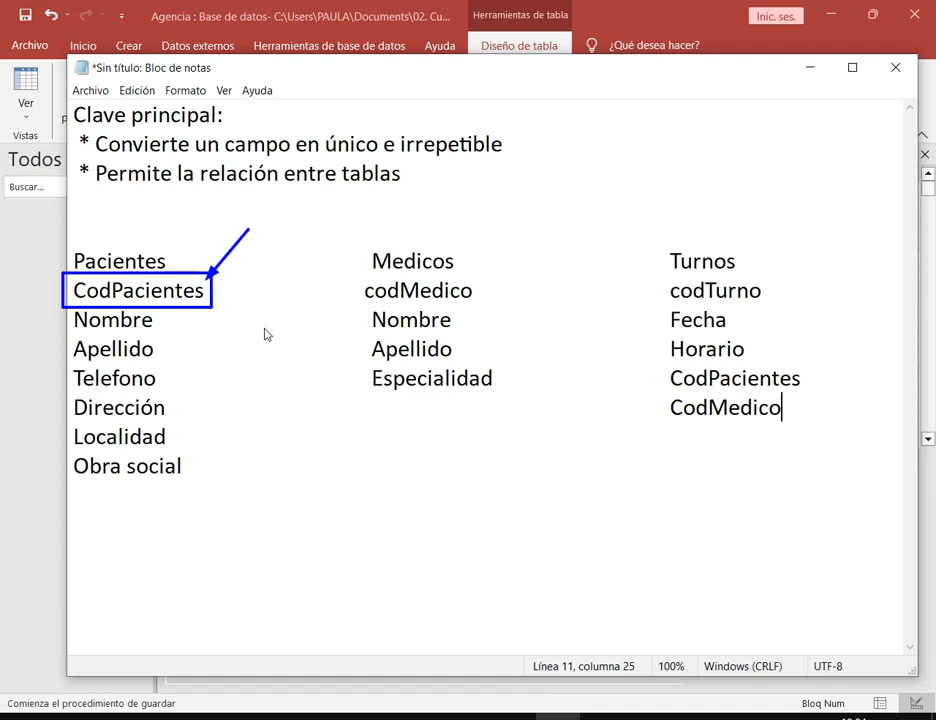 Agencia : Base de datos- C:\Users\PAULA\Documents\02. Cu...
Herramientas de tabla
Inic. ses.
Archivo Inicio Crear Datos externos Herramientas de base de datos Ayuda Diseño de tabla ¿Qué desea hacer?
*Sin título: Bloc de notas
Archivo Edición Formato Ver Ayuda
Ver
Vistas
Todos
Buscar...
Clave principal:
* Convierte un campo en único e irrepetible
* Permite la relación entre tablas
Pacientes Medicos Turnos
CodPacientes codMedico codTurno
Nombre Nombre Fecha
Apellido Apellido Horario
Telefono Especialidad CodPacientes
Dirección CodMedico
Localidad
Obra social
Línea 11, columna 25 100% Windows (CRLF) UTF-8
Comienza el procedimiento de guardar Bloq Num